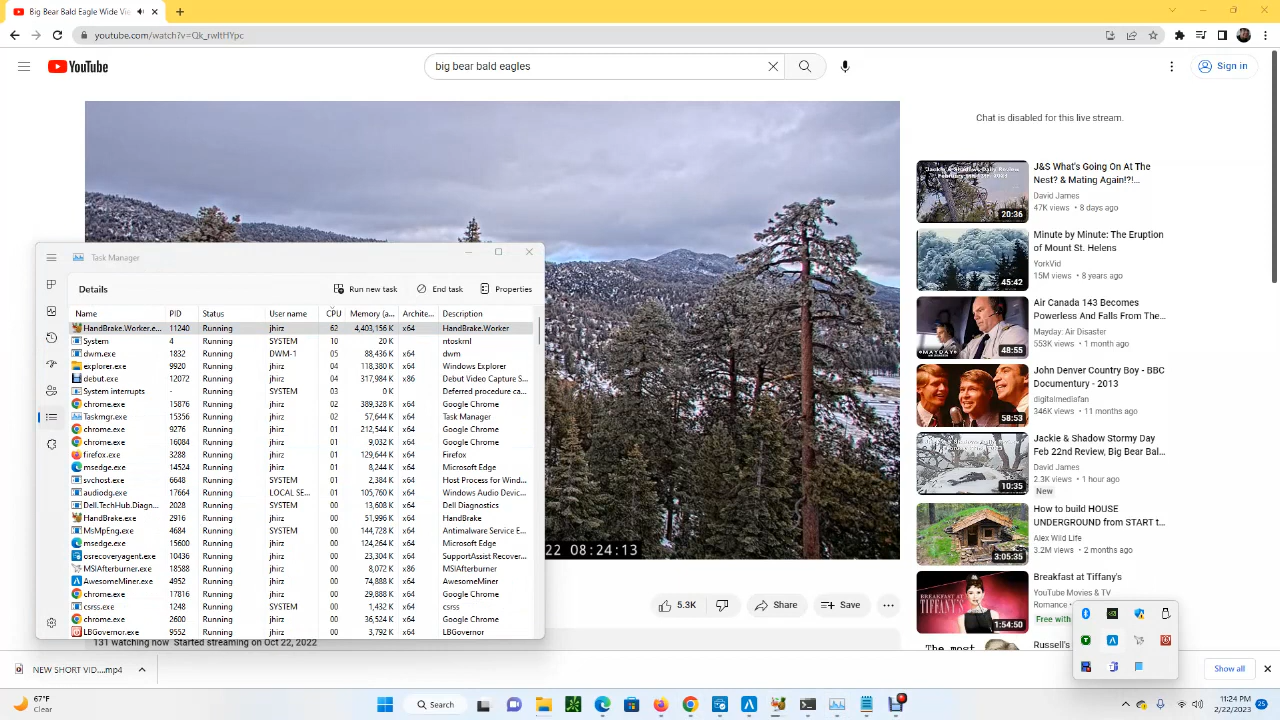 Big Bear Bald Eagle Wide Vie
youtube.com/watch?v=Qk_rwItHYpc
YouTube
big bear bald eagles
Sign in
Chat is disabled for this live stream.
J&S What's Going On At The
Nest? & Mating Again!?!...
David James
47K views • 8 days ago
20:36
Minute by Minute: The Eruption
of Mount St. Helens
YorkVid
15M views • 8 years ago
45:42
Air Canada 143 Becomes
Powerless And Falls From The...
Mayday: Air Disaster
553K views • 1 month ago
MAYDAY
48:55
John Denver Country Boy - BBC
Documentary - 2013
digitalmediafan
346K views • 11 months ago
58:53
Jackie & Shadow Stormy Day
Feb 22nd Review, Big Bear Bal...
David James
2.3K views • 1 hour ago
New
10:35
How to build HOUSE
UNDERGROUND from START t...
Alex Wild Life
3.2M views • 2 months ago
3:05:35
Breakfast at Tiffany's
YouTube Movies & TV
Romance •
Free with
1:54:50
Russell's
The most
Task Manager
Details
Run new task
End task
Properties
Name PID Status User name CPU Memory (a... Archite... Description
HandBrake.Worker.e... 11240 Running jhirz 62 4,403,156 K x64 HandBrake.Worker
System 4 Running SYSTEM 07 20 K ntoskrnl
dwm.exe 1832 Running DWM-1 05 88,436 K x64 dwm
explorer.exe 9920 Running jhirz 04 118,380 K x64 Windows Explorer
debut.exe 12072 Running jhirz 04 317,984 K x86 Debut Video Capture S...
System interrupts - Running SYSTEM 03 0 K Deferred procedure ca...
chrome.exe 15876 Running jhirz 02 389,328 K x64 Google Chrome
Taskmgr.exe 15356 Running jhirz 02 57,644 K x64 Task Manager
chrome.exe 9276 Running jhirz 01 212,544 K x64 Google Chrome
chrome.exe 16084 Running jhirz 01 9,032 K x64 Google Chrome
firefox.exe 3288 Running jhirz 01 129,644 K x64 Firefox
msedge.exe 14524 Running jhirz 01 8,244 K x64 Microsoft Edge
svchost.exe 6648 Running SYSTEM 01 2,384 K x64 Host Process for Wind...
audiodg.exe 17664 Running LOCAL SE... 01 105,760 K x64 Windows Audio Devic...
Dell.TechHub.Diagn... 2028 Running SYSTEM 00 13,608 K x64 Dell Diagnostics
HandBrake.exe 2916 Running jhirz 00 51,996 K x64 HandBrake
MsMpEng.exe 4684 Running SYSTEM 00 144,728 K x64 Antimalware Service E...
msedge.exe 15600 Running jhirz 00 124,264 K x64 Microsoft Edge
osrecoveryagent.exe 10436 Running jhirz 00 23,304 K x64 SupportAssist Recover...
MSIAfterburner.exe 18588 Running jhirz 00 8,072 K x86 MSIAfterburner
AwesomeMiner.exe 4952 Running jhirz 00 74,888 K x64 AwesomeMiner
chrome.exe 17816 Running jhirz 00 29,888 K x64 Google Chrome
csrss.exe 1248 Running SYSTEM 00 1,432 K x64 csrss
chrome.exe 2600 Running jhirz 00 36,524 K x64 Google Chrome
LBGovernor.exe 9552 Running jhirz 00 3,792 K x64 LBGovernor
22 08:24:13
5.3K
Share
Save
131 watching now Started streaming on Oct 22, 2022
NEW SHORT VID....mp4
Show all
67°F
Clear
Search
11:24 PM
2/22/2023
25